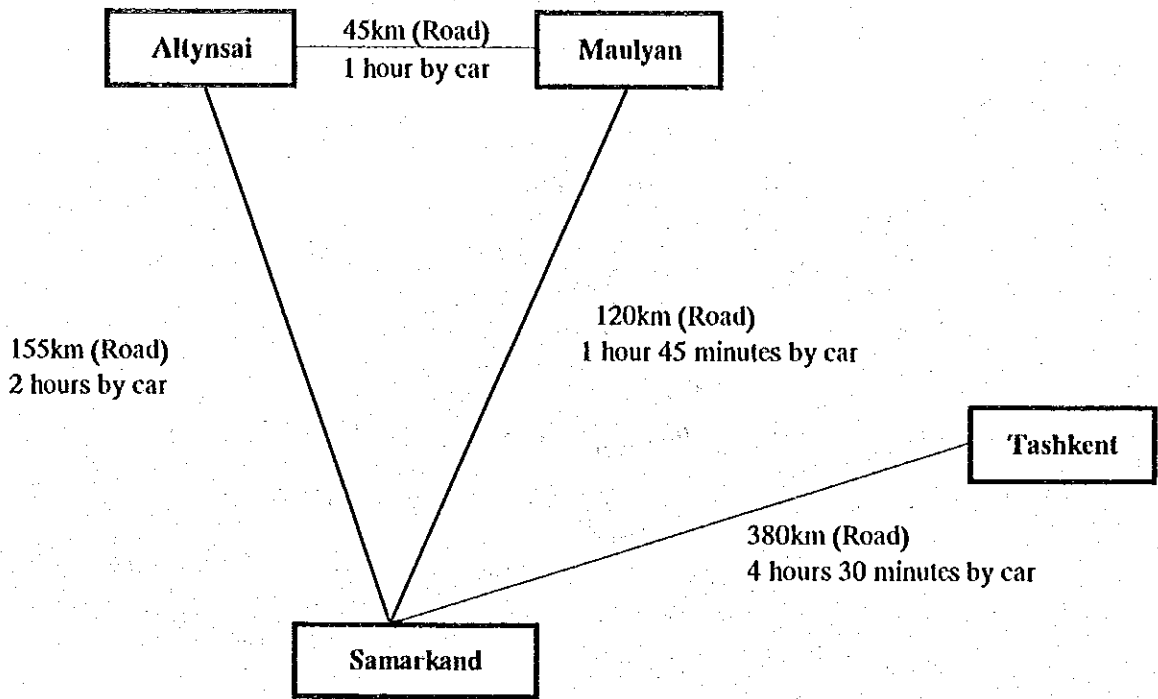 Altynsai
45km (Road)
1 hour by car
Maulyan
155km (Road)
2 hours by car
120km (Road)
1 hour 45 minutes by car
Tashkent
380km (Road)
4 hours 30 minutes by car
Samarkand